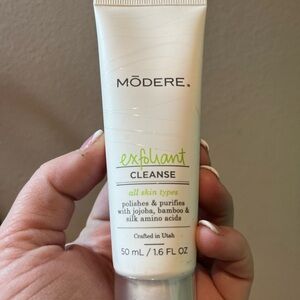 MŌDERE.
exfoliant
CLEANSE
all skin types
polishes & purifies
with jojoba, bamboo &
silk amino acids
Crafted in Utah
50 mL / 1.6 FL OZ